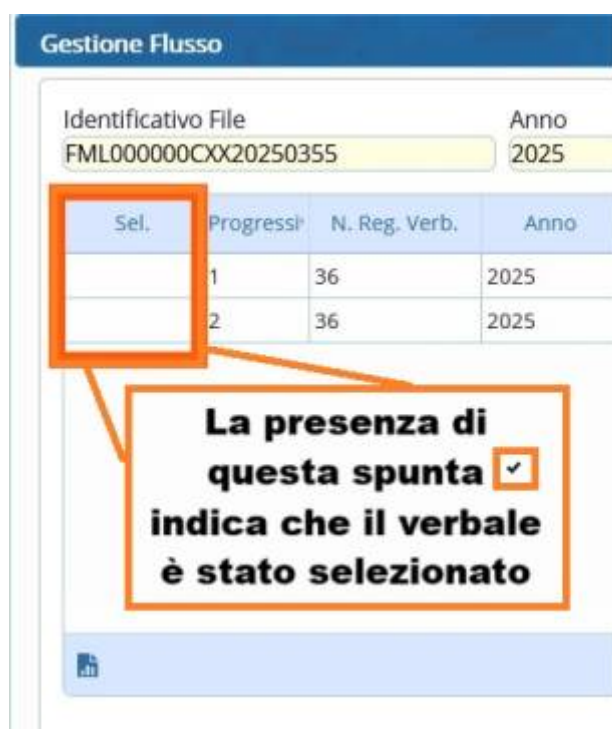 Gestione Flusso
Identificativo File Anno
FML000000CXX20250355 2025
Sel. Progressi N. Reg. Verb. Anno
1 36 2025
2 36 2025
La presenza di
questa spunta
indica che il verbale
è stato selezionato